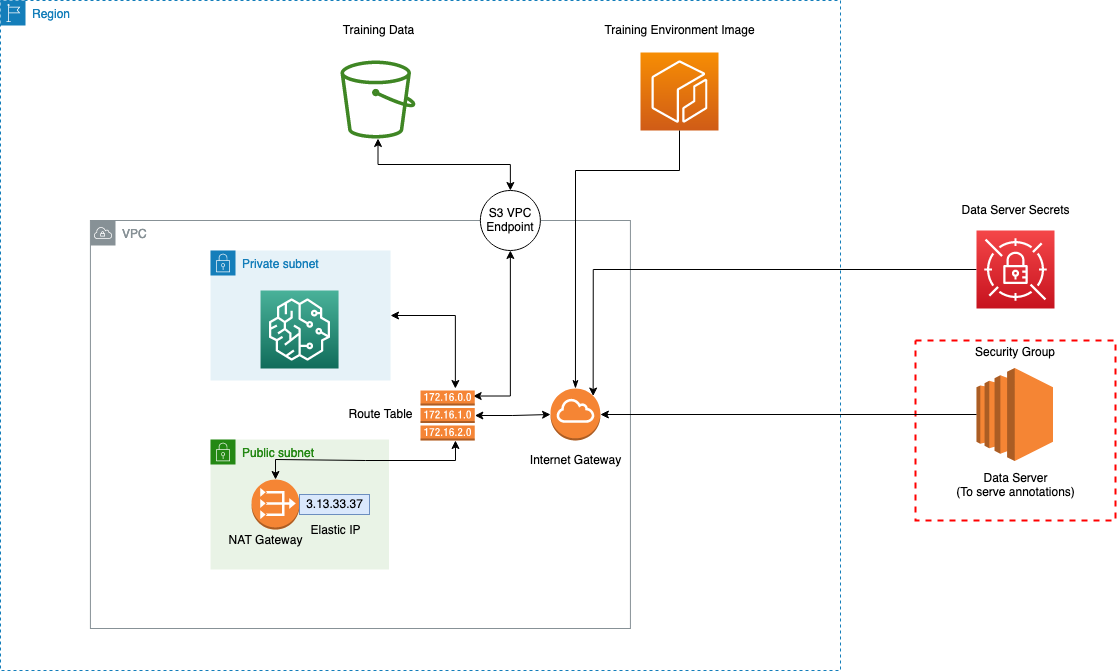 Region
Training Data
Training Environment Image
S3 VPC
Endpoint
VPC
Data Server Secrets
Private subnet
Security Group
172.16.0.0
172.16.1.0
172.16.2.0
Route Table
Internet Gateway
Public subnet
Data Server
(To serve annotations)
3.13.33.37
Elastic IP
NAT Gateway